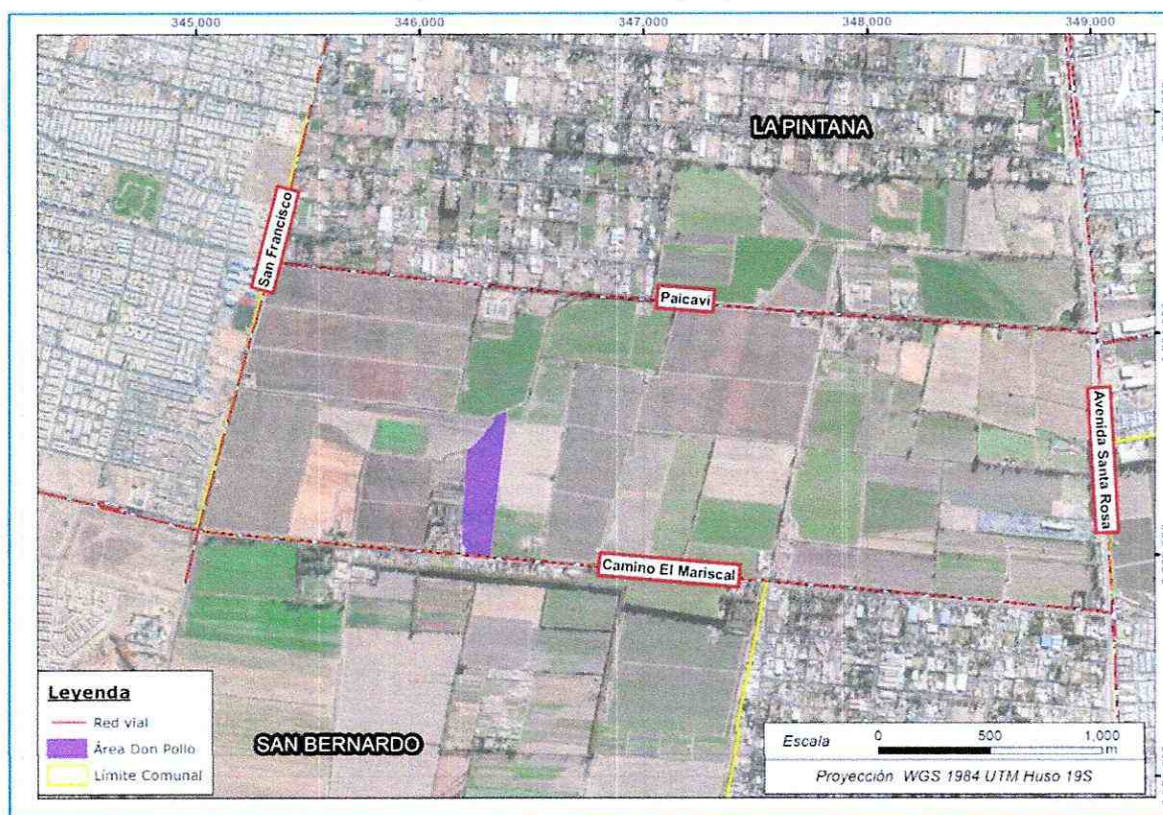 345,000 346,000 347,000 348,000 349,000
LA PINTANA
San Francisco
Paicaví
Avenida Santa Rosa
Camino El Mariscal
Leyenda
Red vial
Área Don Pollo
Límite Comunal
SAN BERNARDO
Escala 0 500 1,000
m
Proyección WGS 1984 UTM Huso 19S